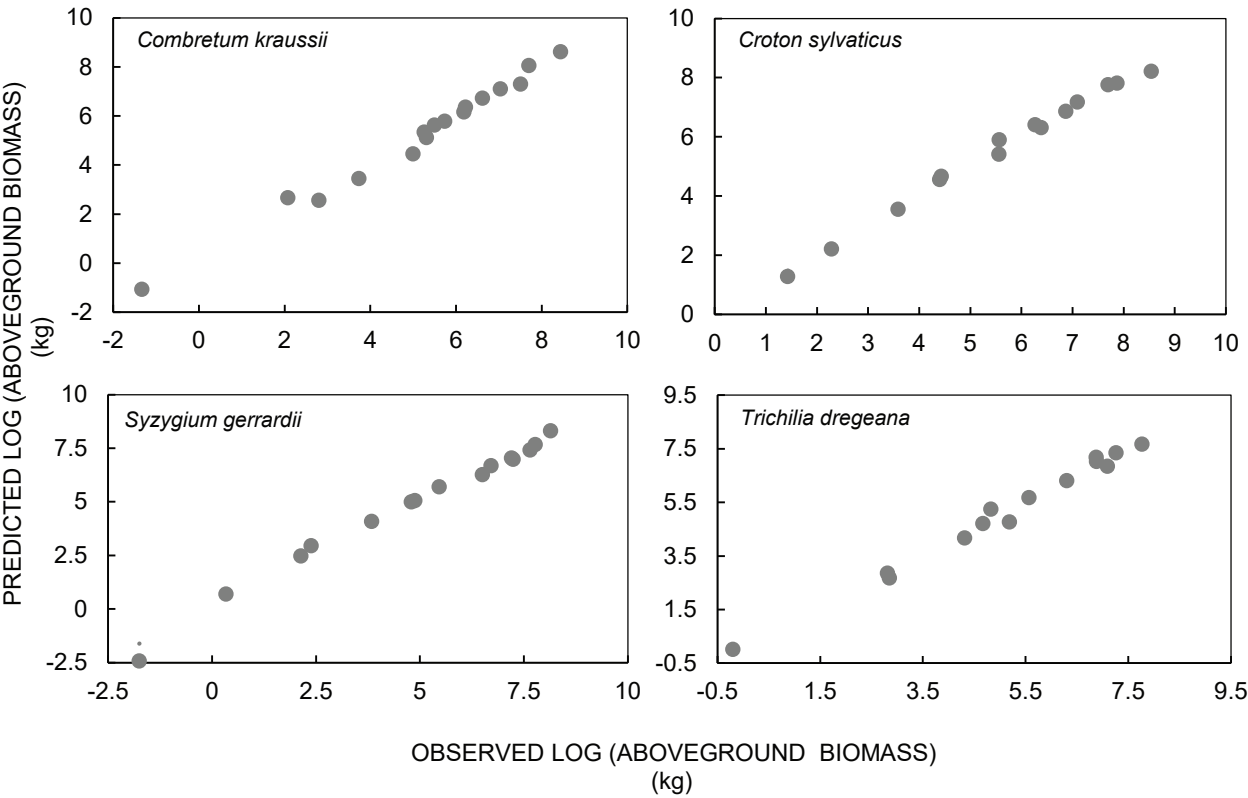 PREDICTED LOG (ABOVEGROUND BIOMASS)
(kg)
Combretum kraussii
10
8
6
4
2
0
-2
-2 0 2 4 6 8 10
Croton sylvaticus
10
8
6
4
2
0
0 1 2 3 4 5 6 7 8 9 10
Syzygium gerrardii
10
7.5
5
2.5
0
-2.5
-2.5 0 2.5 5 7.5 10
Trichilia dregeana
9.5
7.5
5.5
3.5
1.5
-0.5
-0.5 1.5 3.5 5.5 7.5 9.5
OBSERVED LOG (ABOVEGROUND BIOMASS)
(kg)